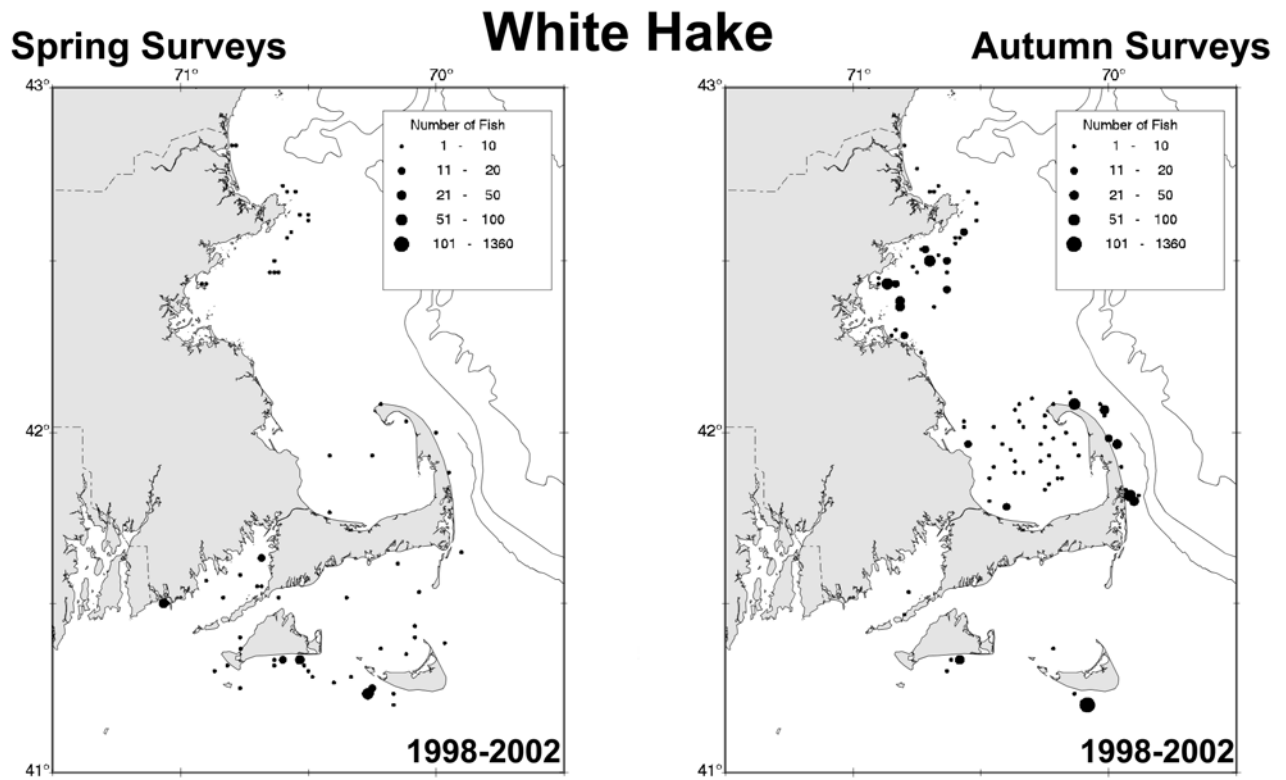 White Hake
Spring Surveys
Autumn Surveys
71°
70°
43°
42°
41°
Number of Fish
1 - 10
11 - 20
21 - 50
51 - 100
101 - 1360
1998-2002
71°
70°
43°
42°
41°
Number of Fish
1 - 10
11 - 20
21 - 50
51 - 100
101 - 1360
1998-2002